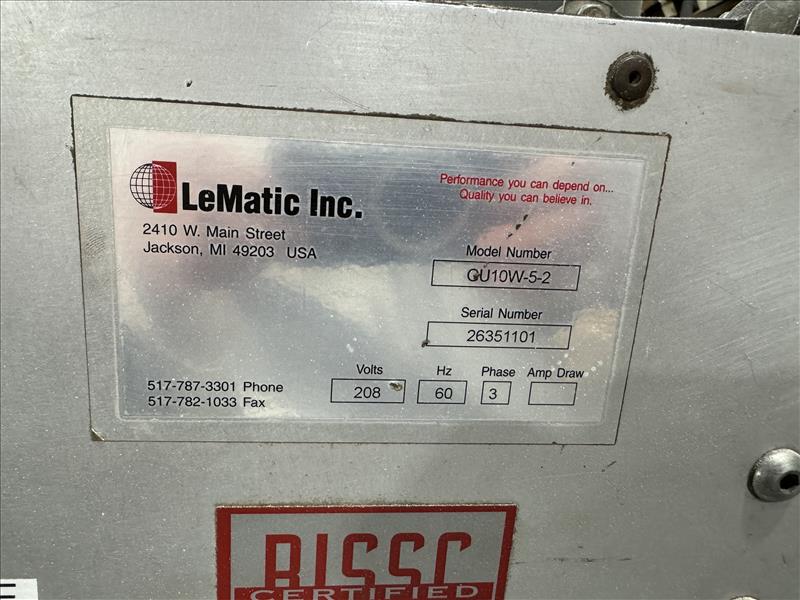 LeMatic Inc.
2410 W. Main Street
Jackson, MI 49203 USA
Performance you can depend on...
Quality you can believe in.
Model Number
GU10W-5-2
Serial Number
26351101
Volts Hz Phase Amp Draw
208 60 3
517-787-3301 Phone
517-782-1033 Fax
BISSC
CERTIFIED